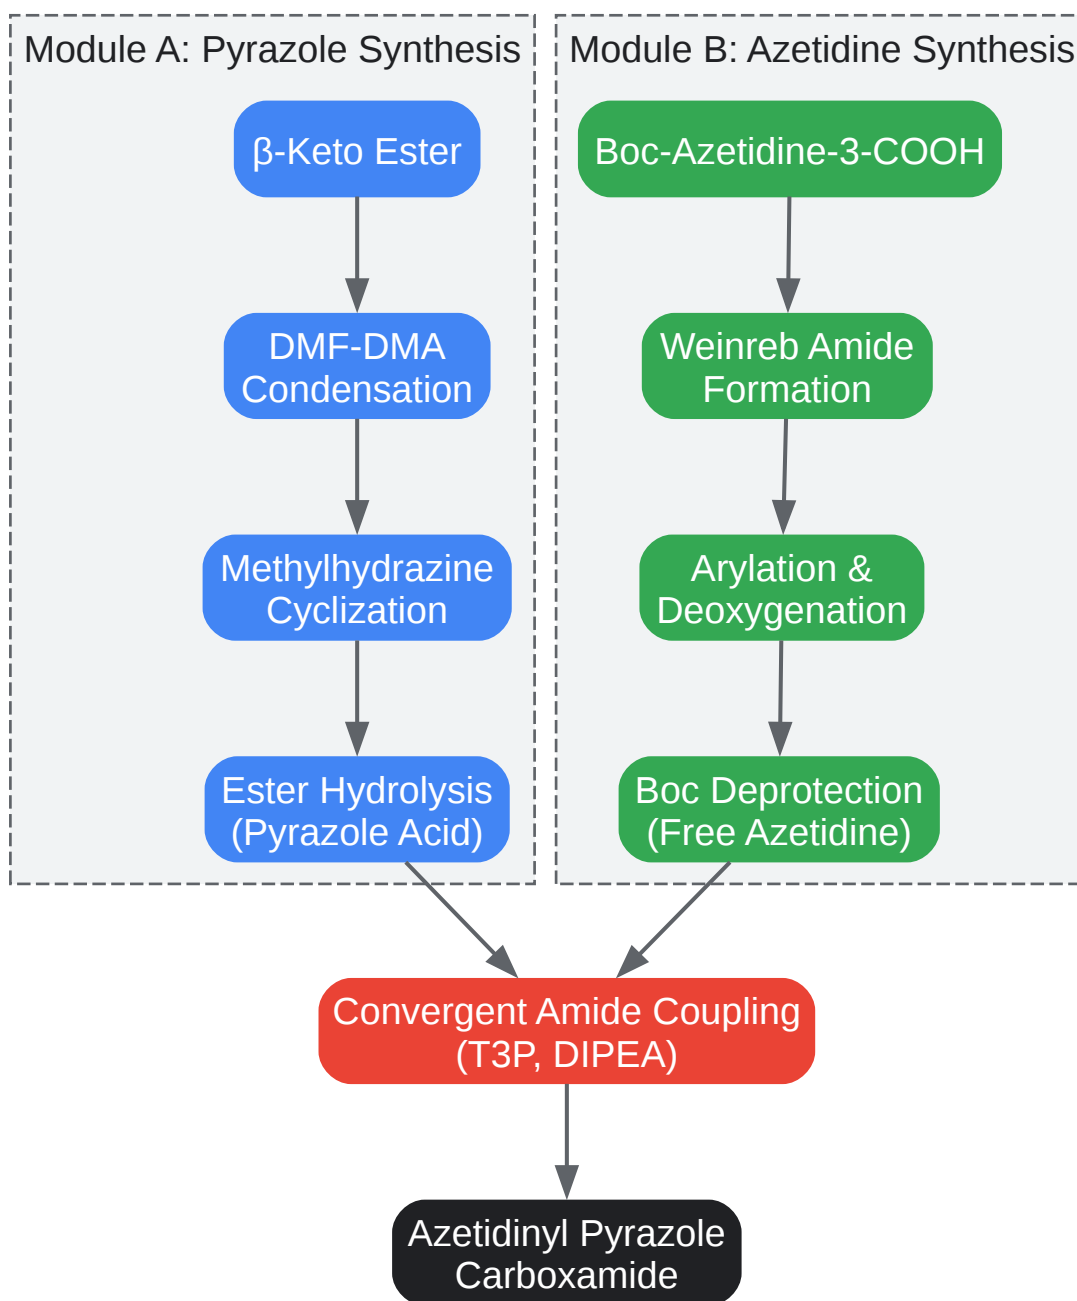 Module A: Pyrazole Synthesis
β-Keto Ester
DMF-DMA
Condensation
Methylhydrazine
Cyclization
Ester Hydrolysis
(Pyrazole Acid)
Module B: Azetidine Synthesis
Boc-Azetidine-3-COOH
Weinreb Amide
Formation
Arylation &
Deoxygenation
Boc Deprotection
(Free Azetidine)
Convergent Amide Coupling
(T3P, DIPEA)
Azetidinyl Pyrazole
Carboxamide